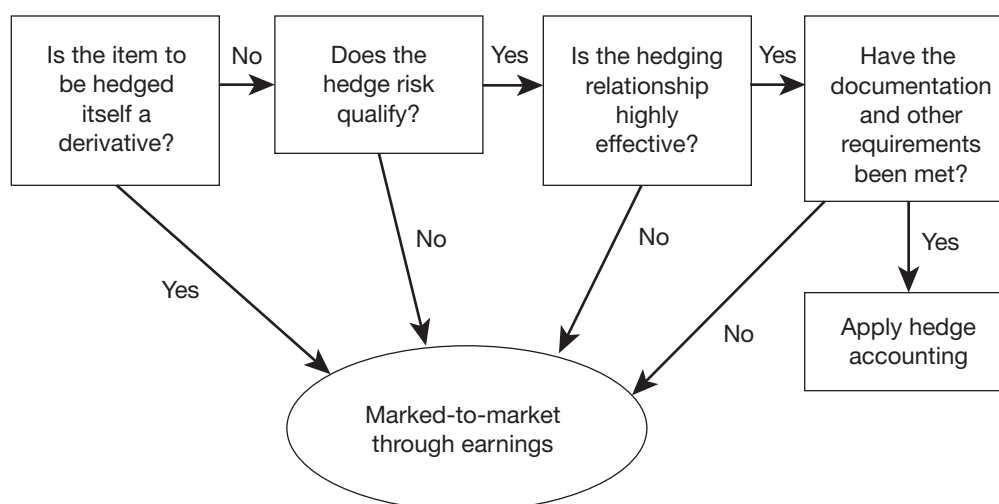 Is the item to
be hedged
itself a
derivative?
No
Does the
hedge risk
qualify?
Yes
Is the hedging
relationship
highly
effective?
Yes
Have the
documentation
and other
requirements
been met?
Yes
No
No
No
Yes
Apply hedge
accounting
Marked-to-market
through earnings